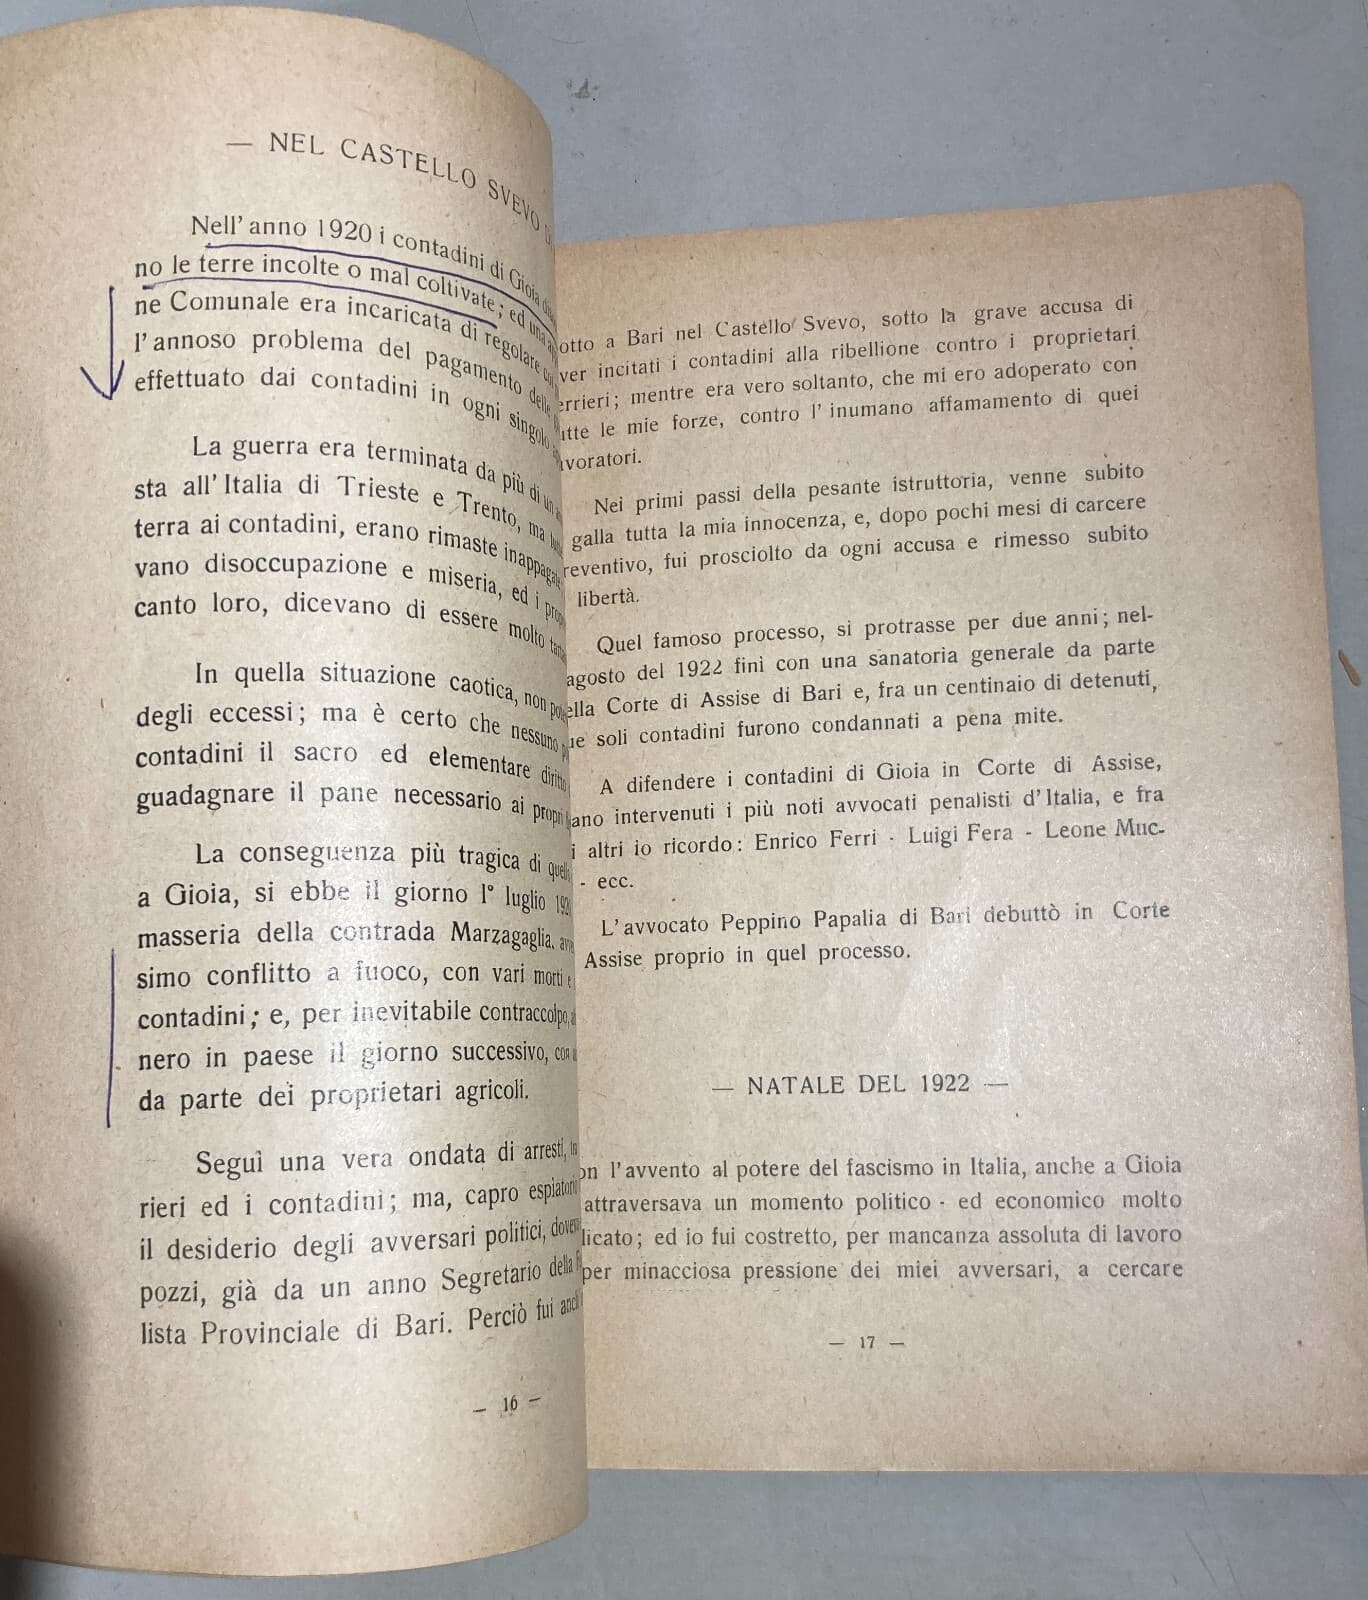 — NEL CASTELLO SVEVO
Nell' anno 1920 i contadini di Gioia
no le terre incolte o mal coltivate; ed una
ne Comunale era incaricata di regolare
l'annoso problema del pagamento delle
effettuato dai contadini in ogni singolo
La guerra era terminata da più di un
sta all'Italia di Trieste e Trento, ma
terra ai contadini, erano rimaste inappagate
vano disoccupazione e miseria, ed i
canto loro, dicevano di essere molto
In quella situazione caotica, non
degli eccessi; ma è certo che nessuno
contadini il sacro ed elementare diritto
guadagnare il pane necessario ai propri
La conseguenza più tragica di
a Gioia, si ebbe il giorno 1° luglio
masseria della contrada Marzagaglia,
simo conflitto a fuoco, con vari morti e
contadini; e, per inevitabile contraccolpo,
nero in paese il giorno successivo, con
da parte dei proprietari agricoli.
Seguì una vera ondata di arresti,
rieri ed i contadini; ma, capro espiatorio
il desiderio degli avversari politici,
pozzi, già da un anno Segretario della
lista Provinciale di Bari. Perciò fui
— 16 —
otto a Bari nel Castello Svevo, sotto la grave accusa di
ver incitati i contadini alla ribellione contro i proprietari
errieri; mentre era vero soltanto, che mi ero adoperato con
utte le mie forze, contro l' inumano affamamento di quei
voratori.
Nei primi passi della pesante istruttoria, venne subito
galla tutta la mia innocenza, e, dopo pochi mesi di carcere
reventivo, fui prosciolto da ogni accusa e rimesso subito
libertà.
Quel famoso processo, si protrasse per due anni; nel-
agosto del 1922 finì con una sanatoria generale da parte
ella Corte di Assise di Bari e, fra un centinaio di detenuti,
ue soli contadini furono condannati a pena mite.
A difendere i contadini di Gioia in Corte di Assise,
ano intervenuti i più noti avvocati penalisti d'Italia, e fra
i altri io ricordo: Enrico Ferri - Luigi Fera - Leone Muc-
- ecc.
L'avvocato Peppino Papalia di Bari debuttò in Corte
Assise proprio in quel processo.
— NATALE DEL 1922 —
on l'avvento al potere del fascismo in Italia, anche a Gioia
attraversava un momento politico - ed economico molto
licato; ed io fui costretto, per mancanza assoluta di lavoro
per minacciosa pressione dei miei avversari, a cercare
— 17 —